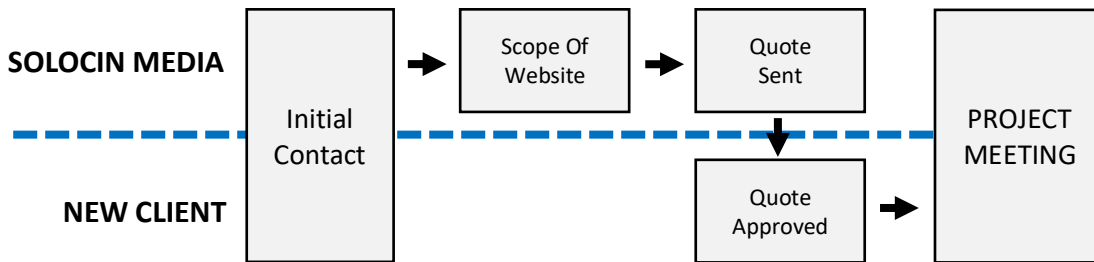 SOLOCIN MEDIA
NEW CLIENT
Initial
Contact
Scope Of
Website
Quote
Sent
Quote
Approved
PROJECT
MEETING